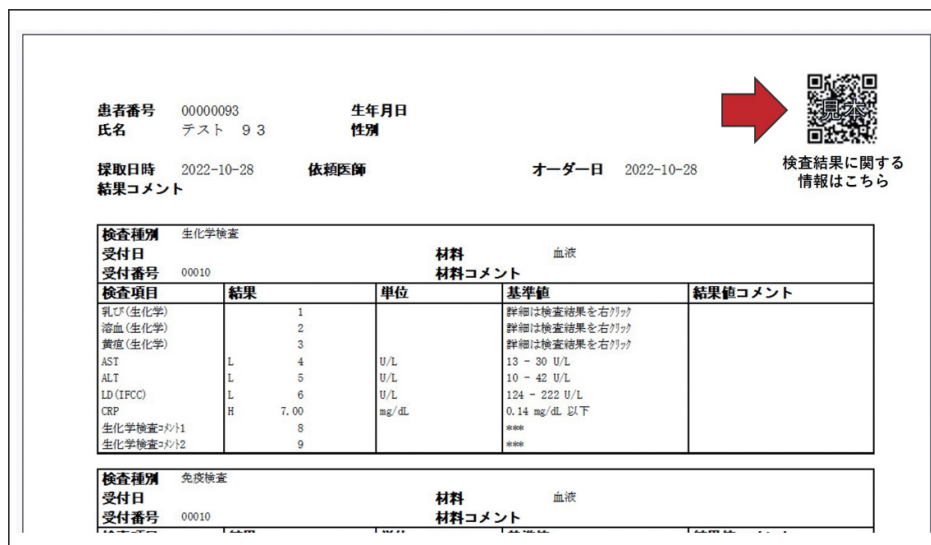 患者番号 00000093 生年月日
氏名 テスト 93 性別
見本
採取日時 2022-10-28 依頼医師 オーダー日 2022-10-28
結果コメント
検査結果に関する
情報はこちら
検査種別 生化学検査
受付日 材料 血液
受付番号 00010 材料コメント
検査項目 結果 単位 基準値 結果値コメント
乳び(生化学) 1 詳細は検査結果を右クリック
溶血(生化学) 2 詳細は検査結果を右クリック
黄疸(生化学) 3 詳細は検査結果を右クリック
AST L 4 U/L 13 - 30 U/L
ALT L 5 U/L 10 - 42 U/L
LD(IFCC) L 6 U/L 124 - 222 U/L
CRP H 7.00 mg/dL 0.14 mg/dL 以下
生化学検査コメント1 8 ***
生化学検査コメント2 9 ***
検査種別 免疫検査
受付日 材料 血液
受付番号 00010 材料コメント